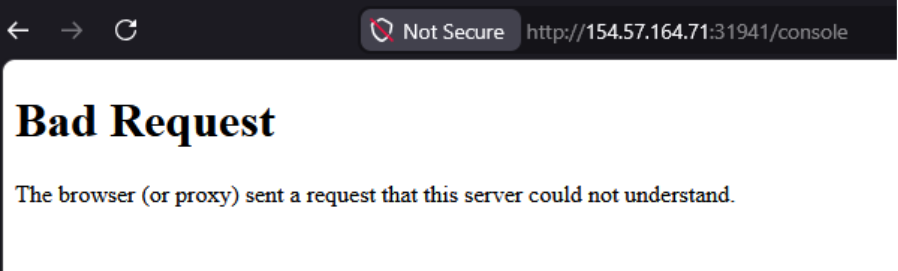 Not Secure http://154.57.164.71:31941/console
Bad Request
The browser (or proxy) sent a request that this server could not understand.